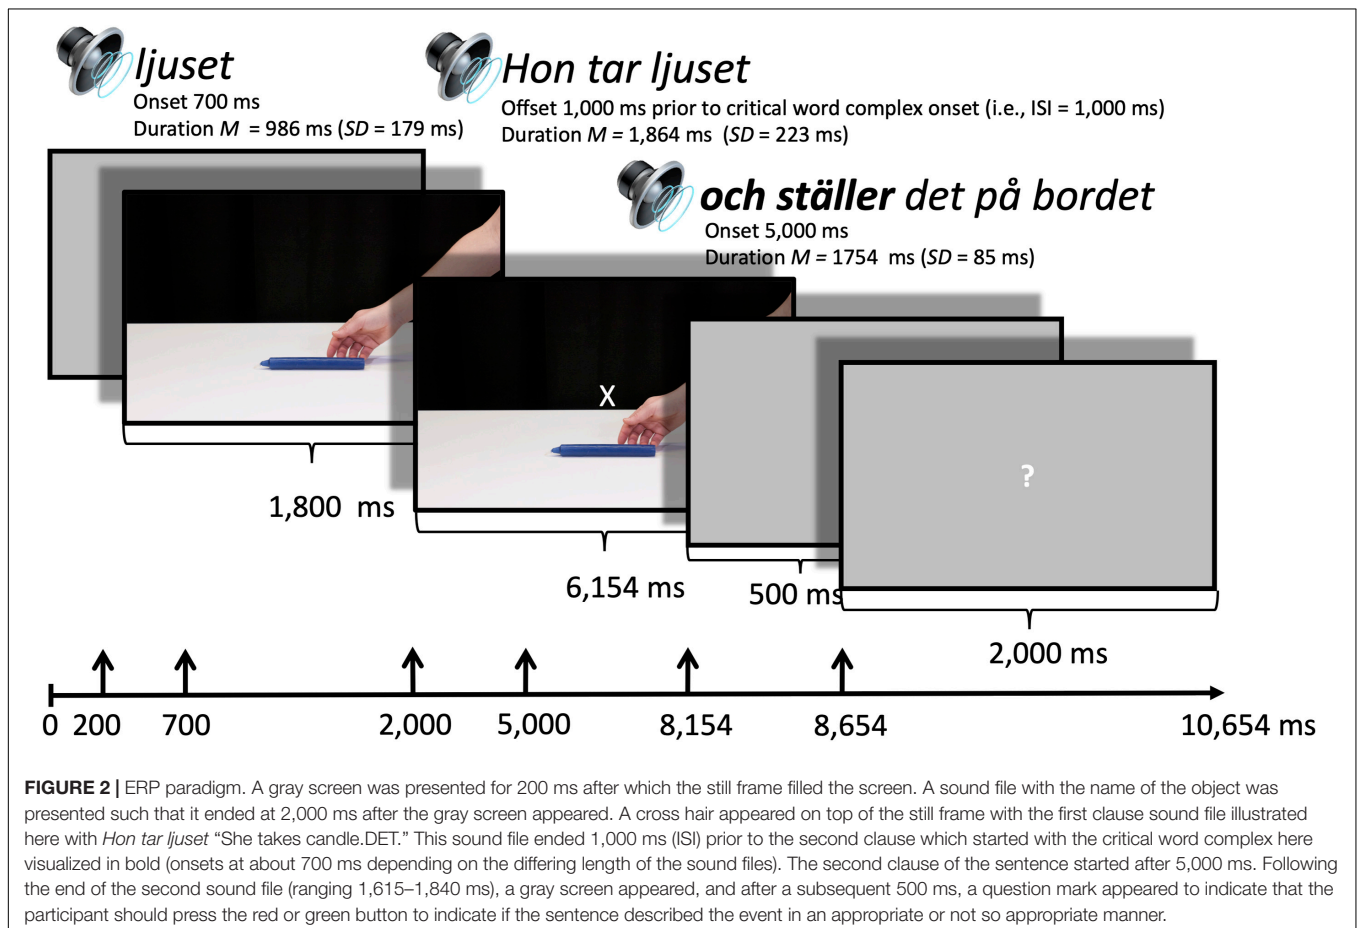 ljuset
Onset 700 ms
Duration M = 986 ms (SD = 179 ms)
Hon tar ljuset
Offset 1,000 ms prior to critical word complex onset (i.e., ISI = 1,000 ms)
Duration M = 1,864 ms (SD = 223 ms)
och ställer det på bordet
Onset 5,000 ms
Duration M = 1754 ms (SD = 85 ms)
X
?
1,800 ms
6,154 ms
500 ms
2,000 ms
0 200 700 2,000 5,000 8,154 8,654 10,654 ms
FIGURE 2 | ERP paradigm. A gray screen was presented for 200 ms after which the still frame filled the screen. A sound file with the name of the object was
presented such that it ended at 2,000 ms after the gray screen appeared. A cross hair appeared on top of the still frame with the first clause sound file illustrated
here with Hon tar ljuset “She takes candle.DET.” This sound file ended 1,000 ms (ISI) prior to the second clause which started with the critical word complex here
visualized in bold (onsets at about 700 ms depending on the differing length of the sound files). The second clause of the sentence started after 5,000 ms. Following
the end of the second sound file (ranging 1,615–1,840 ms), a gray screen appeared, and after a subsequent 500 ms, a question mark appeared to indicate that the
participant should press the red or green button to indicate if the sentence described the event in an appropriate or not so appropriate manner.